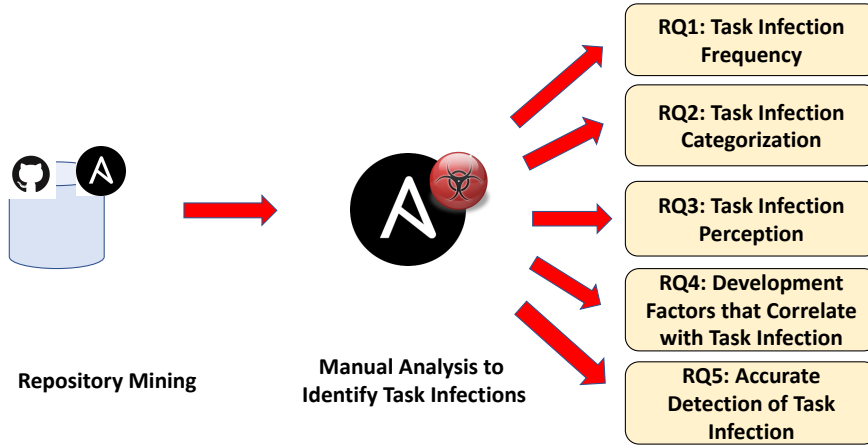 Repository Mining
Manual Analysis to
Identify Task Infections
RQ1: Task Infection
Frequency
RQ2: Task Infection
Categorization
RQ3: Task Infection
Perception
RQ4: Development
Factors that Correlate
with Task Infection
RQ5: Accurate
Detection of Task
Infection